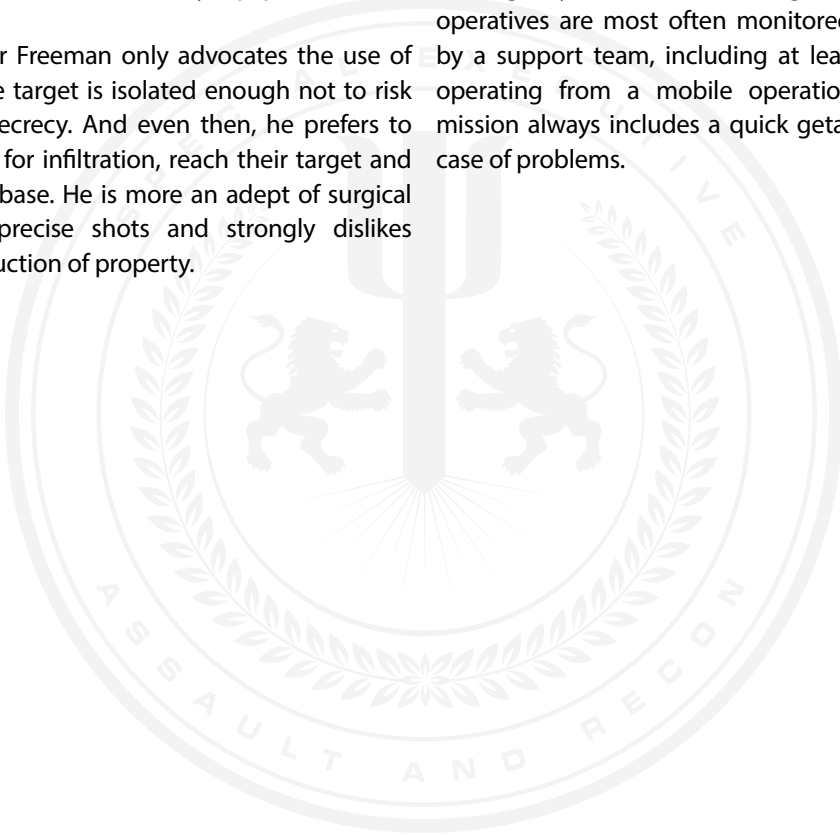 r Freeman only advocates the use of
e target is isolated enough not to risk
ecrecy. And even then, he prefers to
for infiltration, reach their target and
base. He is more an adept of surgical
precise shots and strongly dislikes
uction of property.
operatives are most often monitore
by a support team, including at lea
operating from a mobile operatio
mission always includes a quick geta
case of problems.
SPECIAL EXECUTIVE
ASSAULT AND RECON